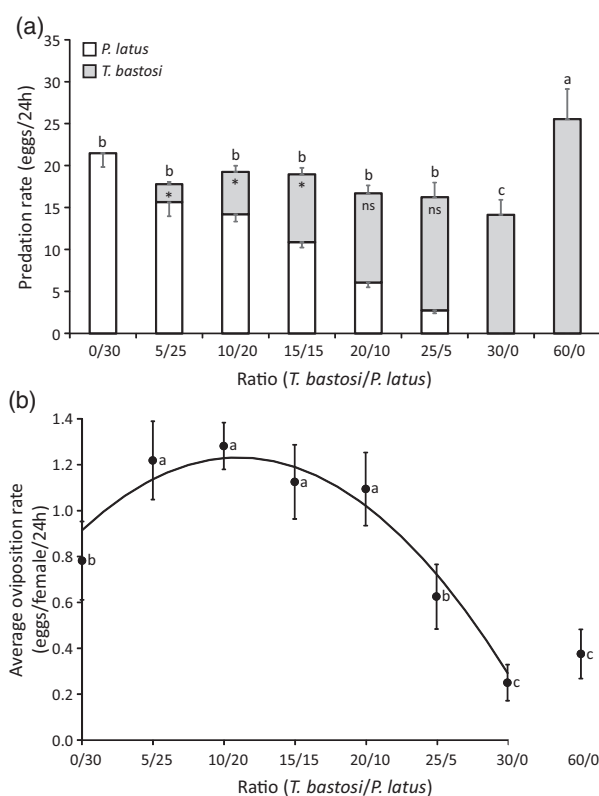 (a)
P. latus
T. bastosi
Predation rate (eggs/24h)
35
30
25
20
15
10
5
0
b
b
b
b
b
b
c
a
*
*
*
ns
ns
0/30 5/25 10/20 15/15 20/10 25/5 30/0 60/0
Ratio (T. bastosi/P. latus)
(b)
Average oviposition rate
(eggs/female/24h)
1.4
1.2
1.0
0.8
0.6
0.4
0.2
0.0
b
a
a
a
a
b
c
c
0/30 5/25 10/20 15/15 20/10 25/5 30/0 60/0
Ratio (T. bastosi/P. latus)